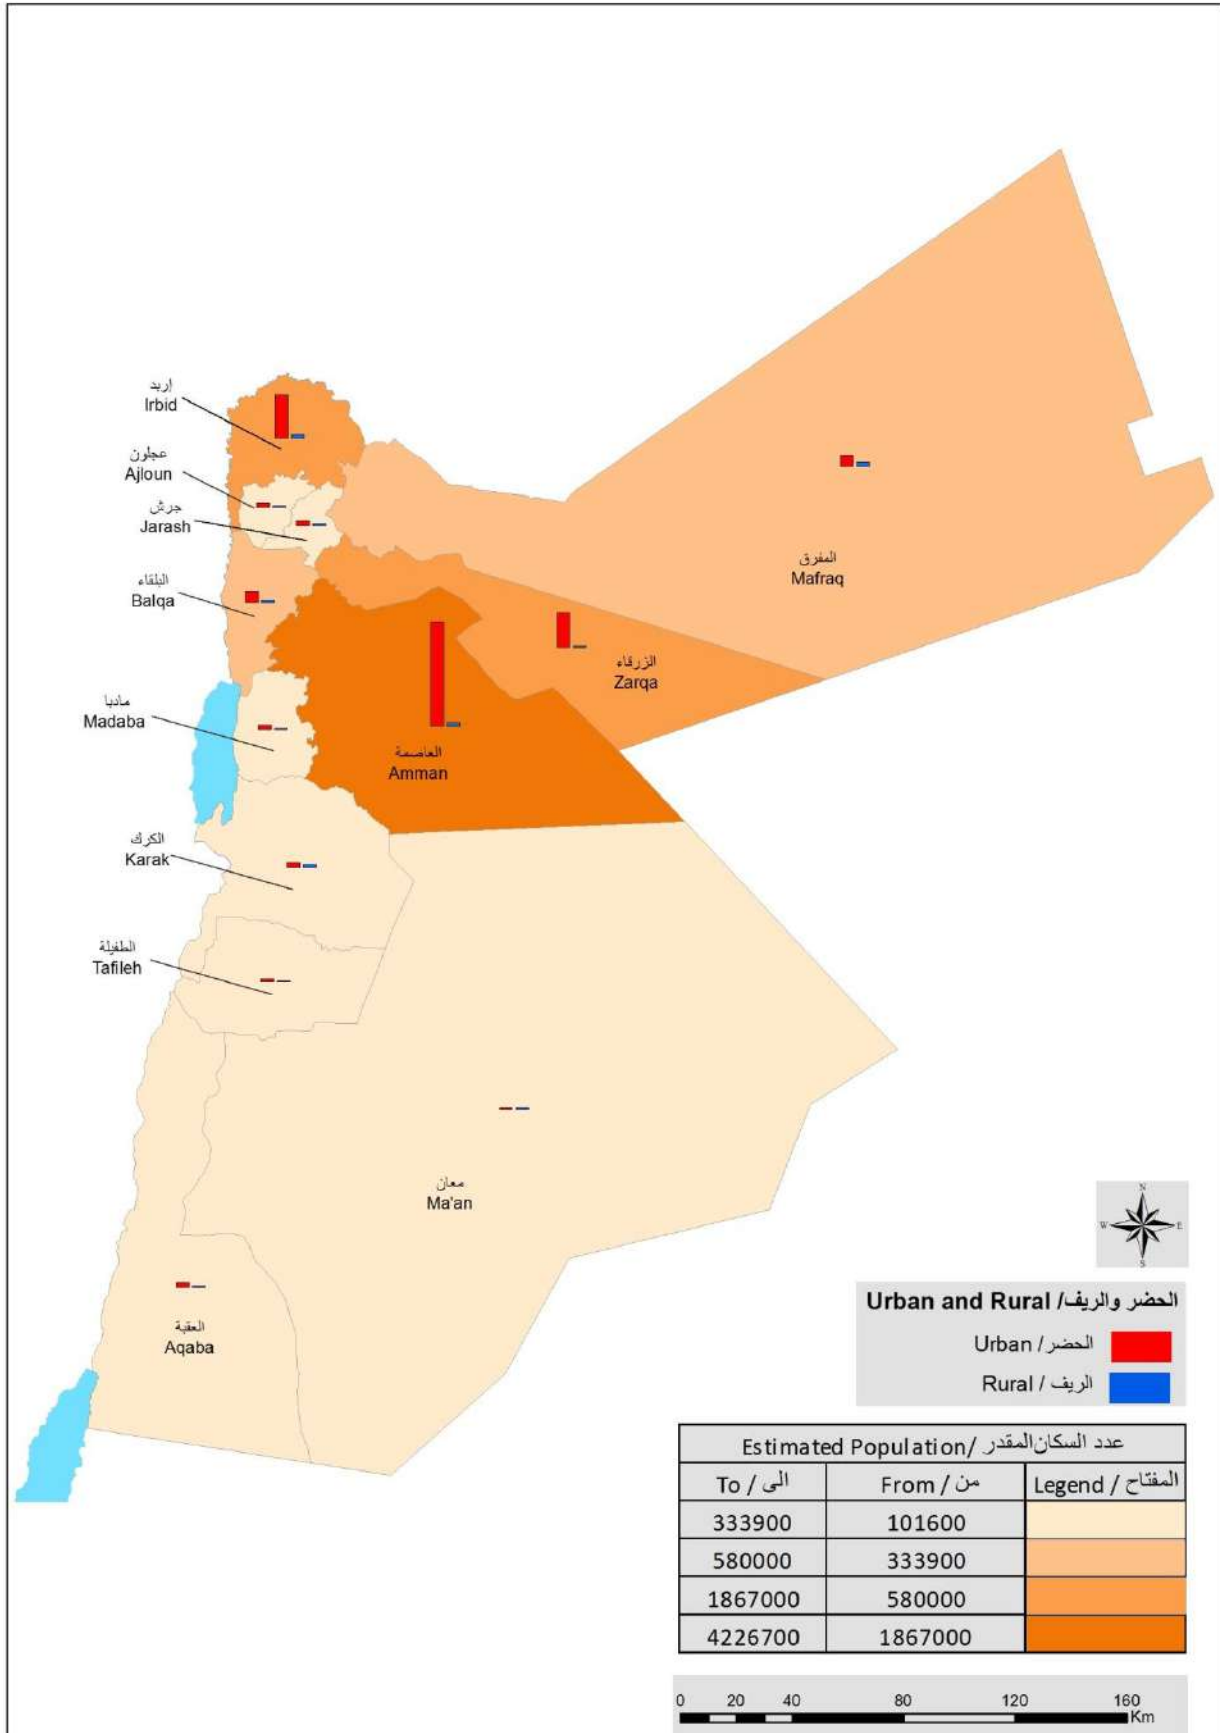 إربد
Irbid
عجلون
Ajloun
جرش
Jarash
المفرق
Mafraq
البلقاء
Balqa
الزرقاء
Zarqa
مادبا
Madaba
العاصمة
Amman
الكرك
Karak
الطفيلة
Tafileh
معان
Ma'an
العقبة
Aqaba
N
W E
S
Urban and Rural /الحضر والريف
Urban /الحضر
Rural / الريف
Estimated Population/ عدد السكان المقدر
To / الى From / من Legend / المفتاح
333900 101600
580000 333900
1867000 580000
4226700 1867000
0 20 40 80 120 160
Km